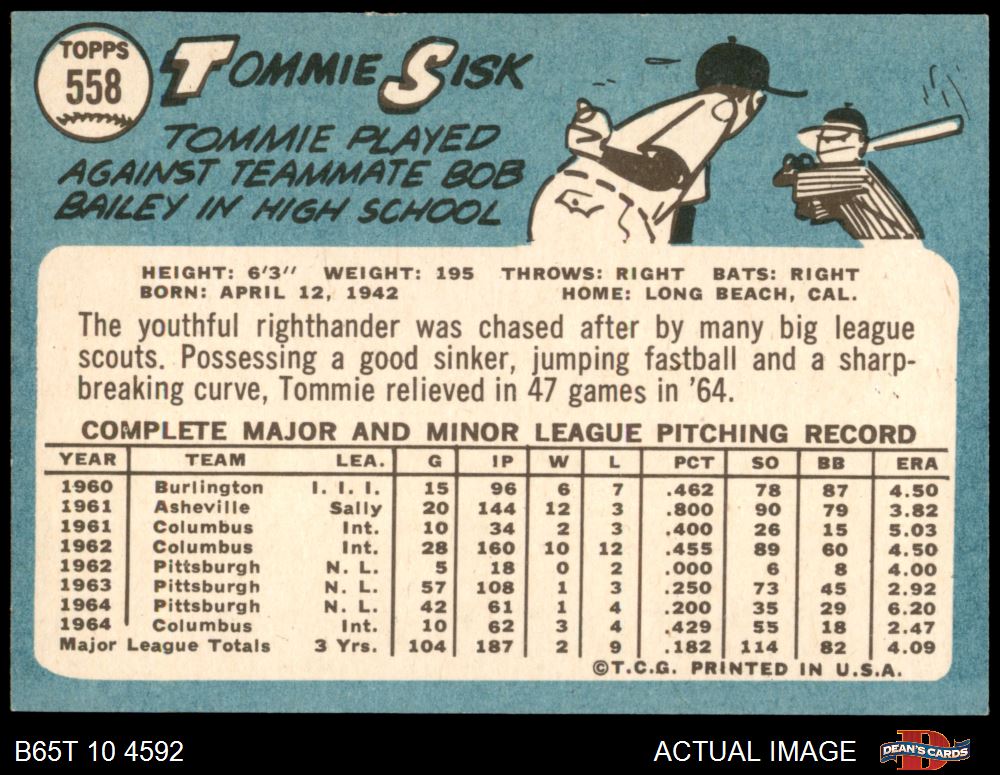 TOPPS
558
TOMMIE SISK
TOMMIE PLAYED
AGAINST TEAMMATE BOB
BAILEY IN HIGH SCHOOL
HEIGHT: 6'3" WEIGHT: 195 THROWS: RIGHT BATS: RIGHT
BORN: APRIL 12, 1942 HOME: LONG BEACH, CAL.
The youthful righthander was chased after by many big league
scouts. Possessing a good sinker, jumping fastball and a sharp-
breaking curve, Tommie relieved in 47 games in '64.
COMPLETE MAJOR AND MINOR LEAGUE PITCHING RECORD
YEAR TEAM LEA. G IP W L PCT SO BB ERA
1960 Burlington I. I. I. 15 96 6 7 .462 78 87 4.50
1961 Asheville Sally 20 144 12 3 .800 90 79 3.82
1961 Columbus Int. 10 34 2 3 .400 26 15 5.03
1962 Columbus Int. 28 160 10 12 .455 89 60 4.50
1962 Pittsburgh N. L. 5 18 0 2 .000 6 8 4.00
1963 Pittsburgh N. L. 57 108 1 3 .250 73 45 2.92
1964 Pittsburgh N. L. 42 61 1 4 .200 35 29 6.20
1964 Columbus Int. 10 62 3 4 .429 55 18 2.47
Major League Totals 3 Yrs. 104 187 2 9 .182 114 82 4.09
©T.C.G. PRINTED IN U.S.A.
B65T 10 4592 ACTUAL IMAGE DEAN'S CARDS